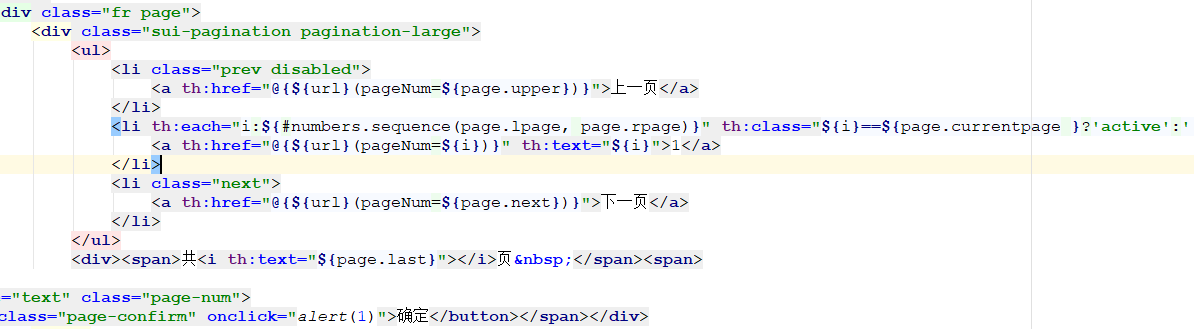 div class="fr page">
<div class="sui-pagination pagination-large">
<ul>
<li class="prev disabled">
<a th:href="@{${url}(pageNum=${page.upper})}">上一页</a>
</li>
<li th:each="i:${#numbers.sequence(page.lpage, page.rpage)}" th:class="${i}==${page.currentpage }?'active':'
<a th:href="@{${url}(pageNum=${i})}" th:text="${i}">1</a>
</li>
<li class="next">
<a th:href="@{${url}(pageNum=${page.next})}">下一页</a>
</li>
</ul>
<div><span>共<i th:text="${page.last}"></i>页&nbsp;</span><span>
="text" class="page-num">
class="page-confirm" onclick="alert(1)">确定</button></span></div>